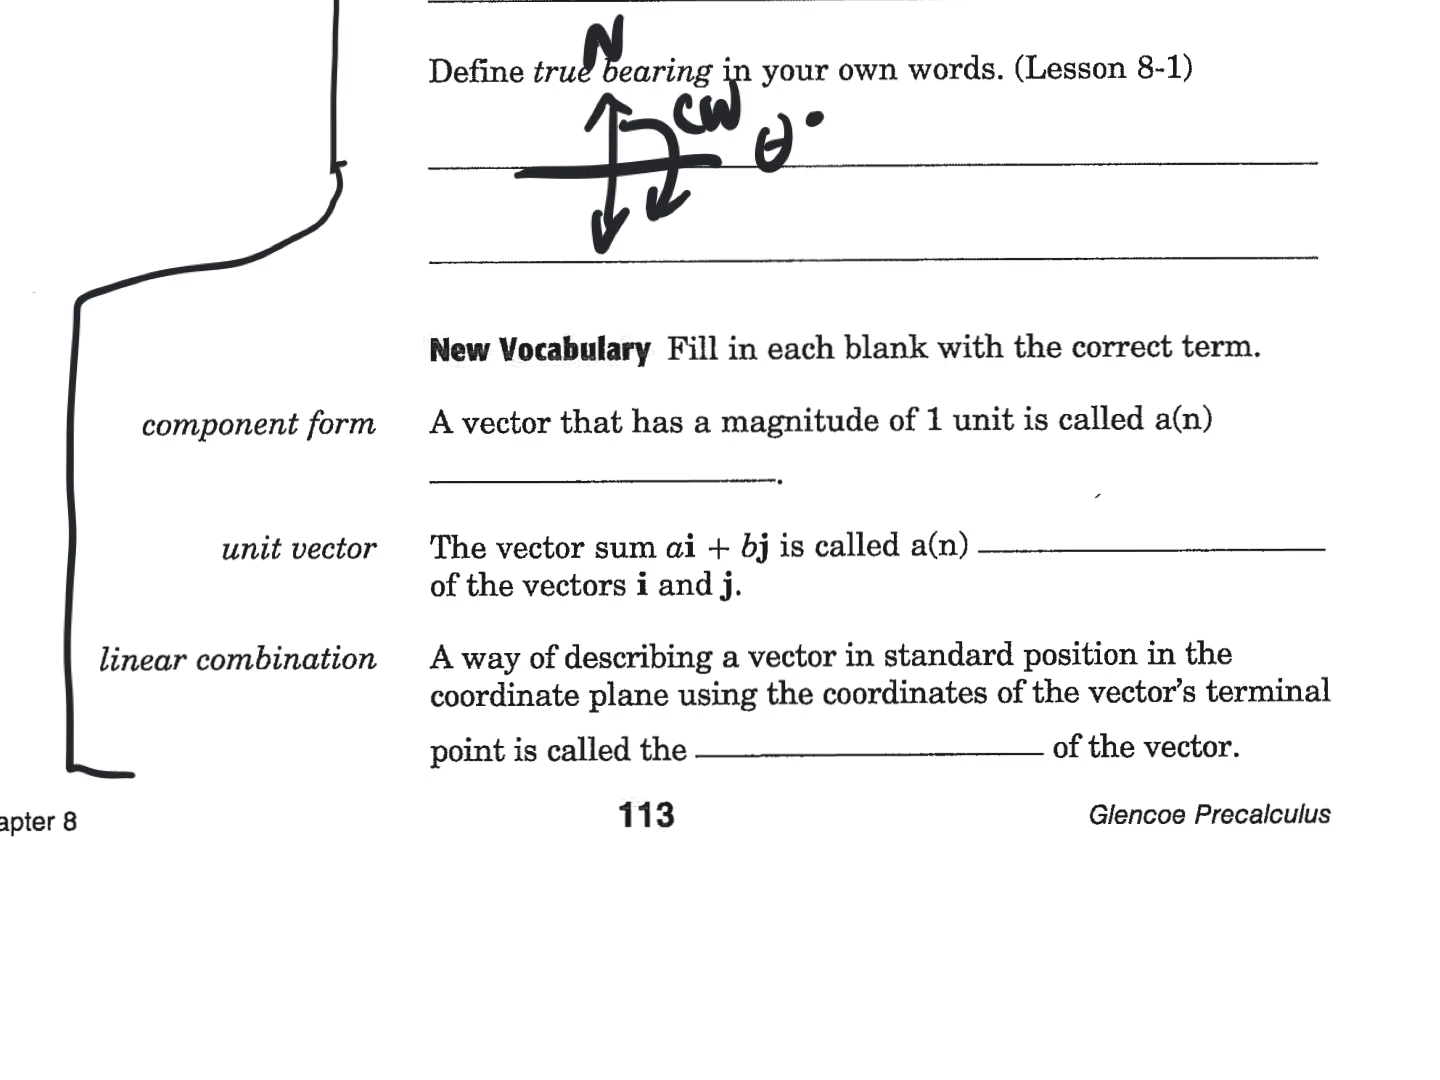 N
Define true bearing in your own words. (Lesson 8-1)
CW
θ°
New Vocabulary Fill in each blank with the correct term.
component form A vector that has a magnitude of 1 unit is called a(n)
.
unit vector The vector sum ai + bj is called a(n)
of the vectors i and j.
linear combination A way of describing a vector in standard position in the
coordinate plane using the coordinates of the vector's terminal
point is called the of the vector.
apter 8 113 Glencoe Precalculus